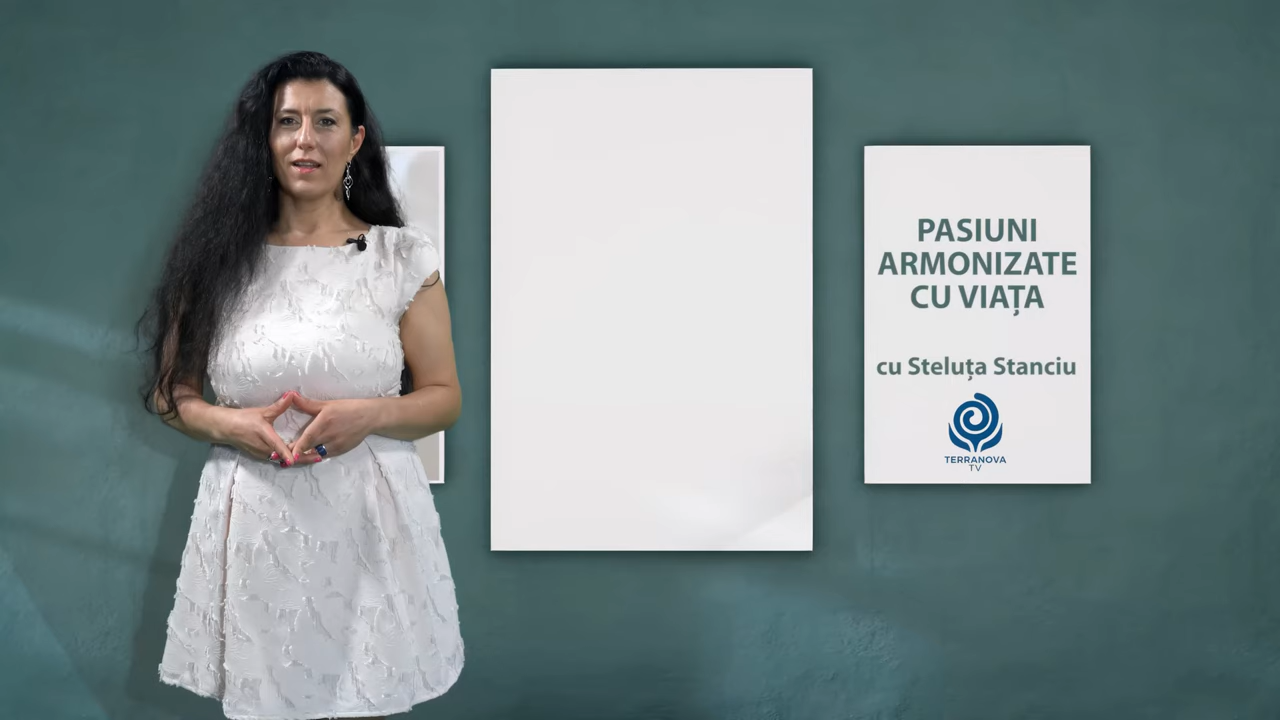 PASIUNI
ARMONIZATE
CU VIAȚA
cu Steluța Stanciu
TERRANOVA
TV